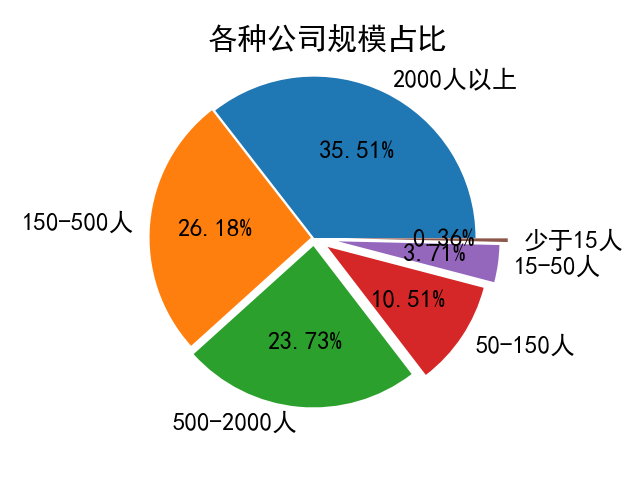 各种公司规模占比
2000人以上
35.51%
150-500人
26.18%
0.36%
少于15人
3.71%
15-50人
10.51%
23.73%
50-150人
500-2000人